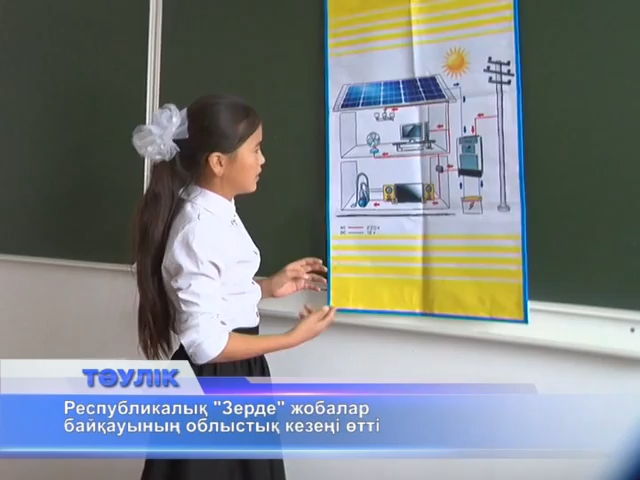 ТӘУЛІК
Республикалық "Зерде" жобалар
байқауының облыстық кезеңі өтті